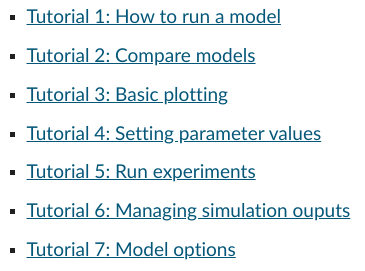 Tutorial 1: How to run a model
Tutorial 2: Compare models
Tutorial 3: Basic plotting
Tutorial 4: Setting parameter values
Tutorial 5: Run experiments
Tutorial 6: Managing simulation ouputs
Tutorial 7: Model options